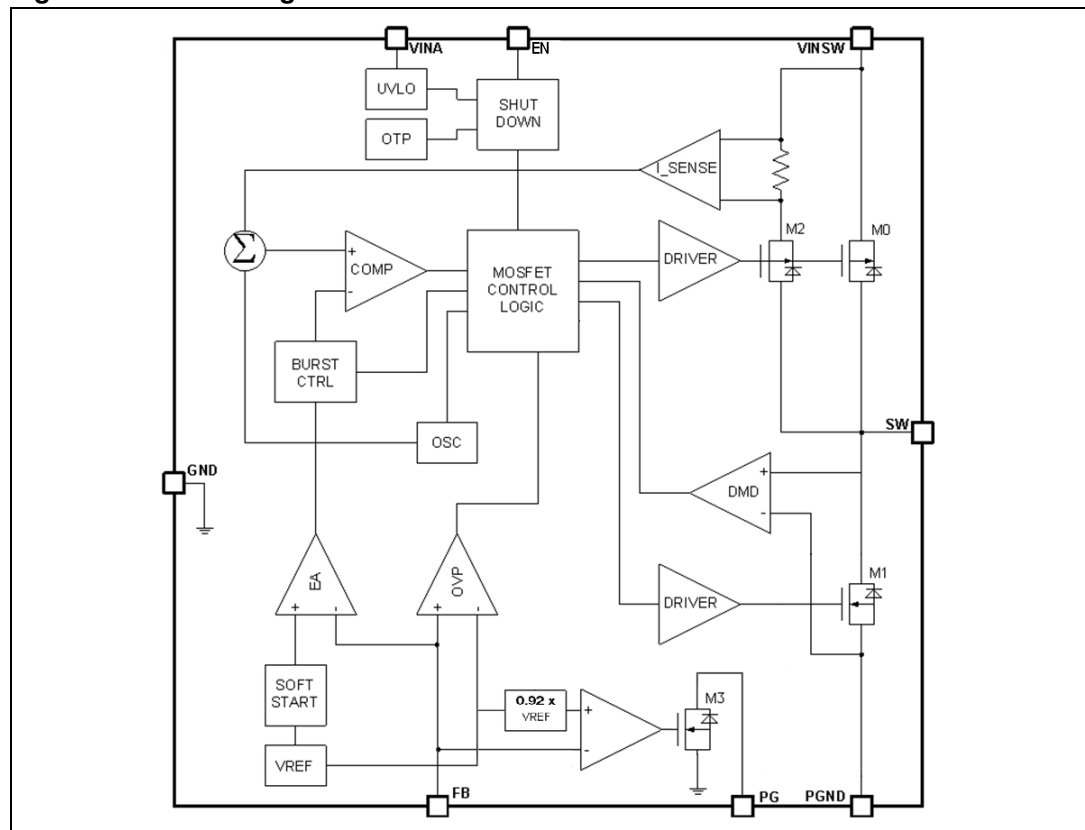 VINA
EN
VINSW
UVLO
SHUT
DOWN
OTP
I_SENSE
M2
M0
Σ
+
COMP
-
MOSFET
CONTROL
LOGIC
DRIVER
BURST
CTRL
OSC
SW
GND
+
DMD
-
EA
+ -
OVP
+ -
DRIVER
M1
SOFT
START
0.92 x
VREF
+
-
M3
VREF
FB
PG
PGND